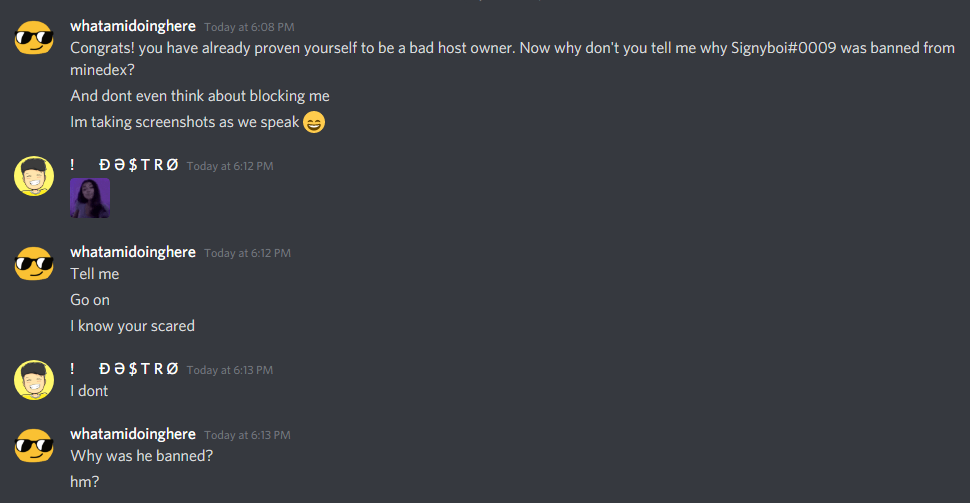 whatamidoinghere Today at 6:08 PM
Congrats! you have already proven yourself to be a bad host owner. Now why don't you tell me why Signyboi#0009 was banned from
minedex?
And dont even think about blocking me
Im taking screenshots as we speak 😄
! Đ Ə $ T R Ø Today at 6:12 PM
whatamidoinghere Today at 6:12 PM
Tell me
Go on
I know your scared
! Đ Ə $ T R Ø Today at 6:13 PM
I dont
whatamidoinghere Today at 6:13 PM
Why was he banned?
hm?